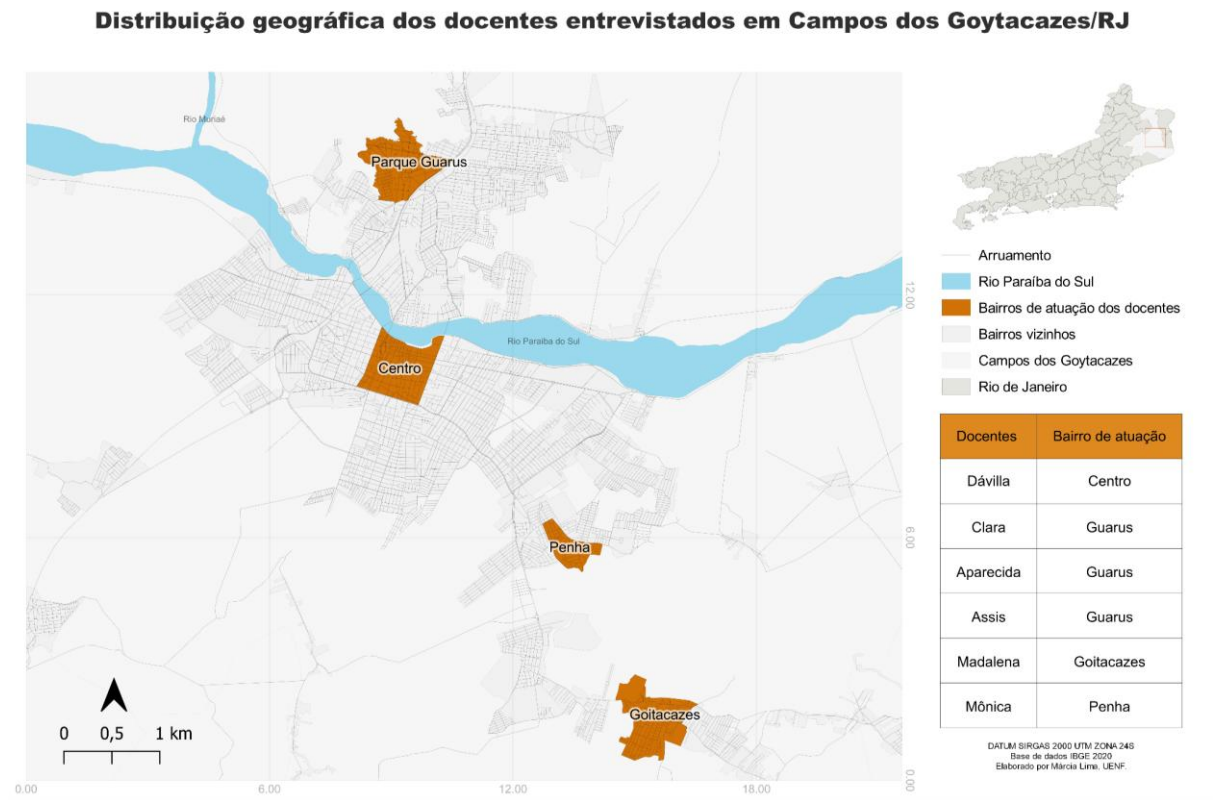 Distribuição geográfica dos docentes entrevistados em Campos dos Goytacazes/RJ
Rio Muriaé
Parque Guarus
Centro
Rio Paraíba do Sul
Penha
Goitacazes
0 0,5 1 km
0.00 6.00 12.00 18.00
12.00
6.00
0.00
Arruamento
Rio Paraíba do Sul
Bairros de atuação dos docentes
Bairros vizinhos
Campos dos Goytacazes
Rio de Janeiro
Docentes Bairro de atuação
Dávilla Centro
Clara Guarus
Aparecida Guarus
Assis Guarus
Madalena Goitacazes
Mônica Penha
DATUM SIRGAS 2000 UTM ZONA 24S
Base de dados IBGE 2020
Elaborado por Márcia Lima, UENF.